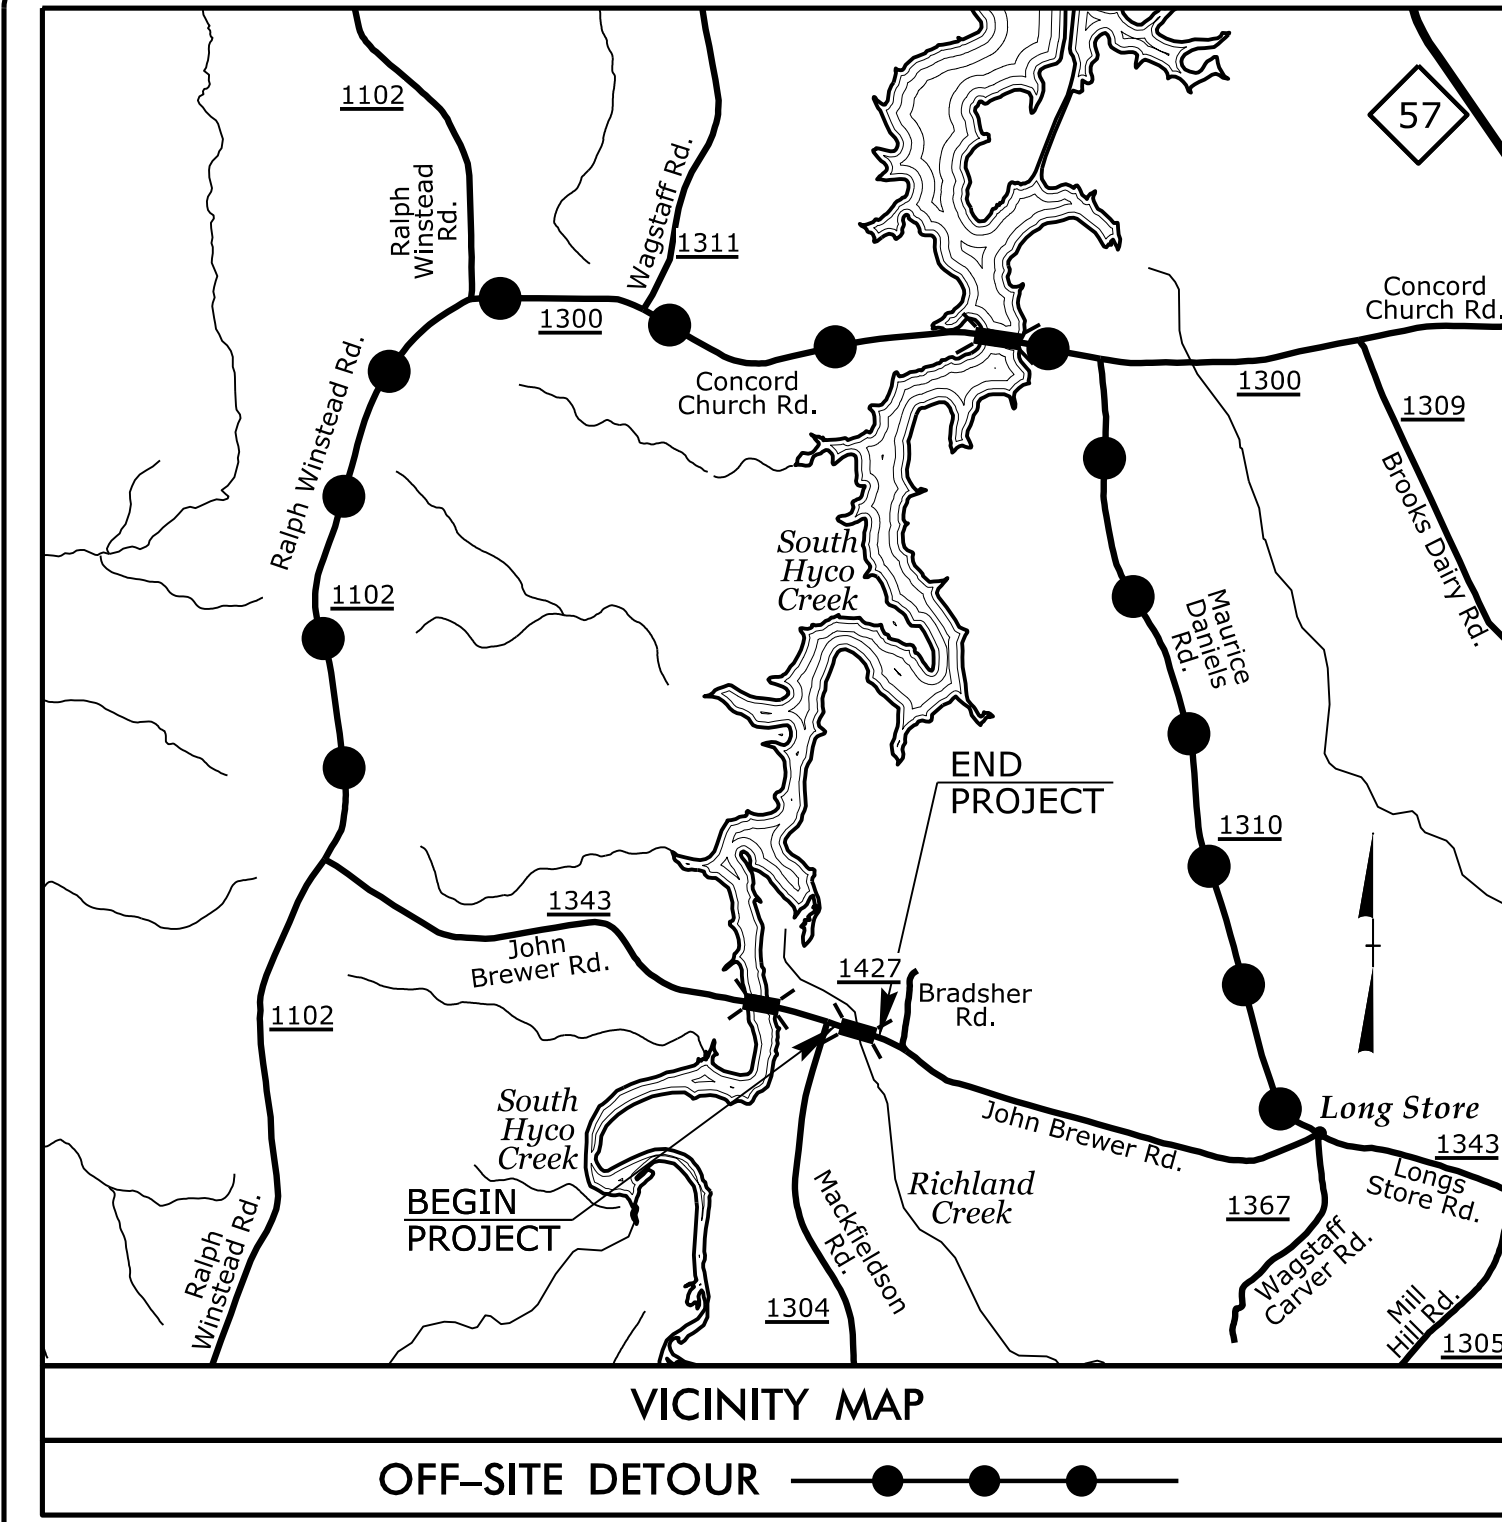 1102
57
Ralph
Winstead
Rd.
Wagstaff Rd.
1311
Concord
Church Rd.
1300
Ralph Winstead Rd.
Concord
Church Rd.
1300
1309
Brooks Dairy Rd.
South
Hyco
Creek
1102
Maurice
Daniels
Rd.
END
PROJECT
1310
1343
John
Brewer Rd.
1427
Bradsher
Rd.
1102
South
Hyco
Creek
John Brewer Rd.
Long Store
1343
Longs
Store Rd.
BEGIN
PROJECT
Mackfieldson
Rd.
Richland
Creek
1367
Wagstaff
Carver Rd.
Ralph
Winstead Rd.
1304
Mill
Hill Rd.
1305
VICINITY MAP
OFF-SITE DETOUR